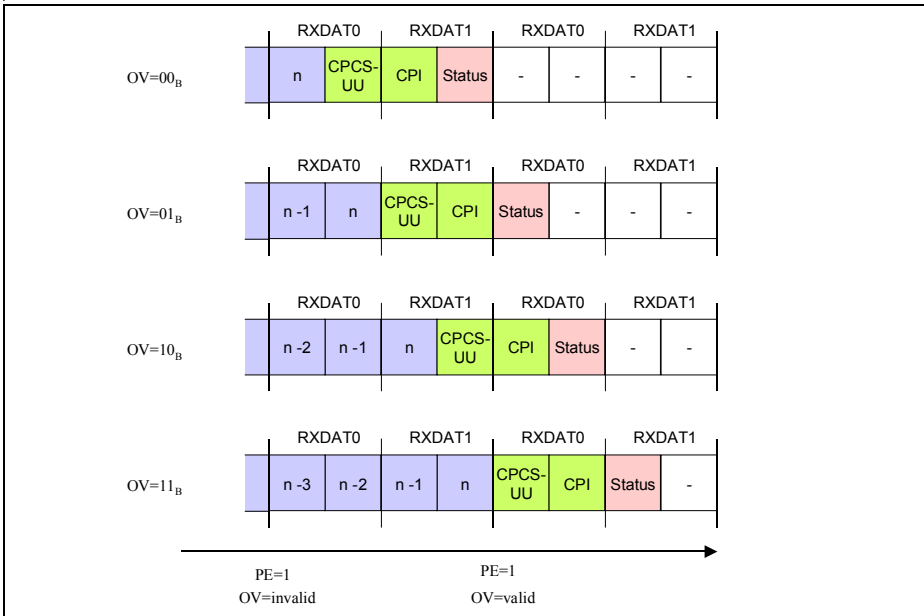 RXDAT0 RXDAT1 RXDAT0 RXDAT1
OV=00B n CPCS-UU CPI Status - - - -
RXDAT0 RXDAT1 RXDAT0 RXDAT1
OV=01B n -1 n CPCS-UU CPI Status - - -
RXDAT0 RXDAT1 RXDAT0 RXDAT1
OV=10B n -2 n -1 n CPCS-UU CPI Status - -
RXDAT0 RXDAT1 RXDAT0 RXDAT1
OV=11B n -3 n -2 n -1 n CPCS-UU CPI Status -
PE=1 PE=1
OV=invalid OV=valid